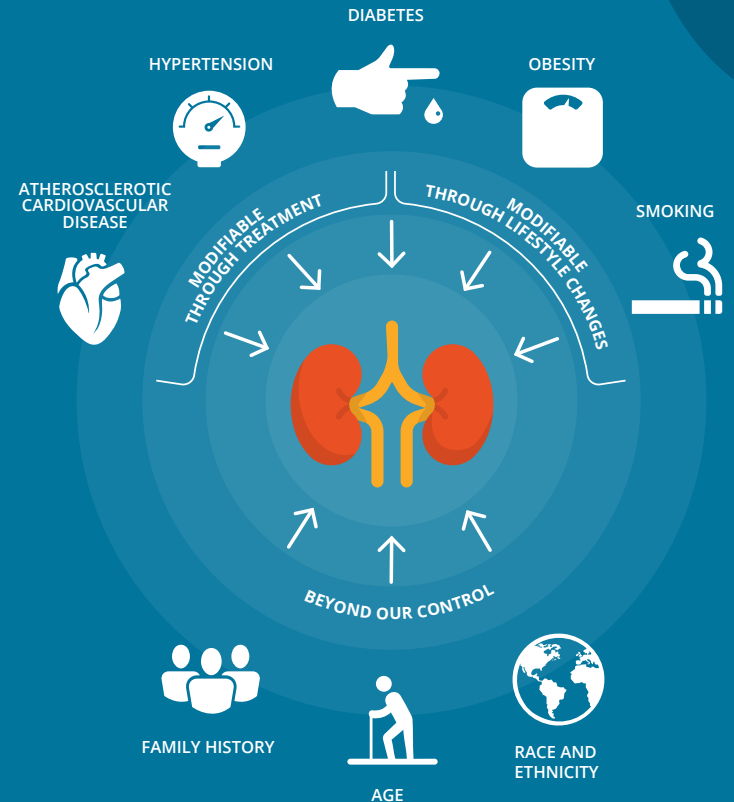 DIABETES
HYPERTENSION
OBESITY
ATHEROSCLEROTIC
CARDIOVASCULAR
DISEASE
SMOKING
MODIFIABLE
THROUGH TREATMENT
MODIFIABLE
THROUGH LIFESTYLE CHANGES
BEYOND OUR CONTROL
FAMILY HISTORY
AGE
RACE AND
ETHNICITY